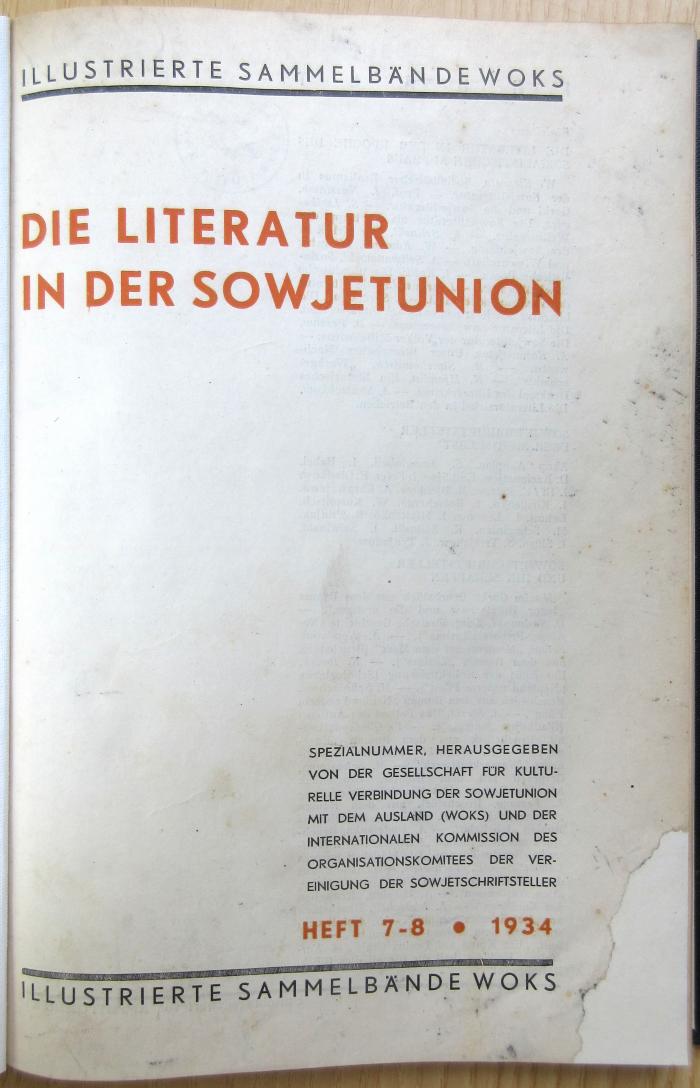 ILLUSTRIERTE SAMMELBÄNDE WOKS
DIE LITERATUR
IN DER SOWJETUNION
SPEZIALNUMMER, HERAUSGEGEBEN
VON DER GESELLSCHAFT FÜR KULTU-
RELLE VERBINDUNG DER SOWJETUNION
MIT DEM AUSLAND (WOKS) UND DER
INTERNATIONALEN KOMMISSION DES
ORGANISATIONSKOMITEES DER VER-
EINIGUNG DER SOWJETSCHRIFTSTELLER
HEFT 7-8 • 1934
ILLUSTRIERTE SAMMELBÄNDE WOKS